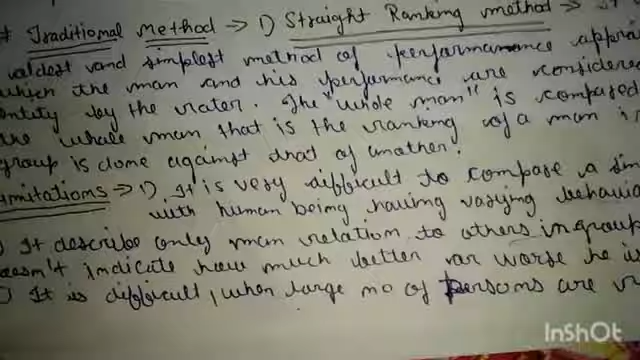 # Traditional Method → 1) Straight Ranking method →
oldest and simplest method of performance apprai
which the man and his performance are considered
entity by the rater. The "whole man" is compared
the whole man that is the ranking of a man in
group is done against that of another.
imitations → 1) It is very difficult to compare a sin
with human being having varying behavio
) It describe only man relation to others in group
doesn't indicate how much better or worse he is
) It is difficult, when large no of persons are
InShOt